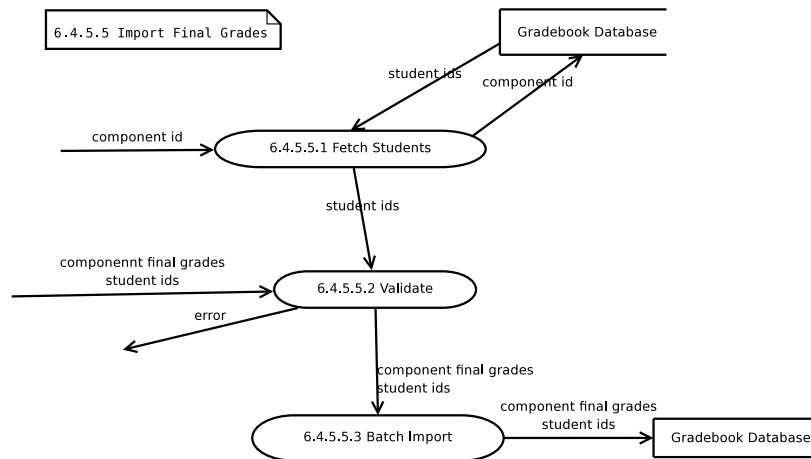 6.4.5.5 Import Final Grades
Gradebook Database
student ids
component id
component id
6.4.5.5.1 Fetch Students
student ids
componennt final grades
student ids
6.4.5.5.2 Validate
error
component final grades
student ids
component final grades
student ids
6.4.5.5.3 Batch Import
Gradebook Database